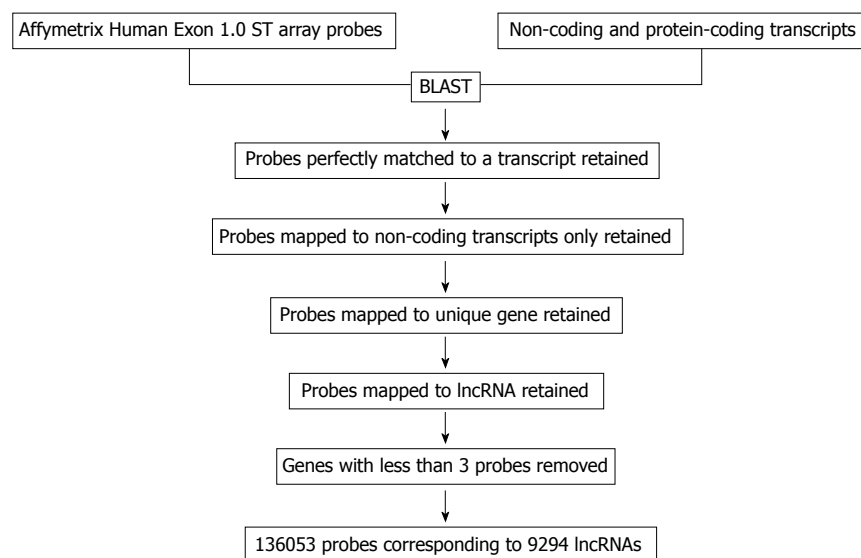 Affymetrix Human Exon 1.0 ST array probes
Non-coding and protein-coding transcripts
BLAST
Probes perfectly matched to a transcript retained
Probes mapped to non-coding transcripts only retained
Probes mapped to unique gene retained
Probes mapped to lncRNA retained
Genes with less than 3 probes removed
136053 probes corresponding to 9294 lncRNAs